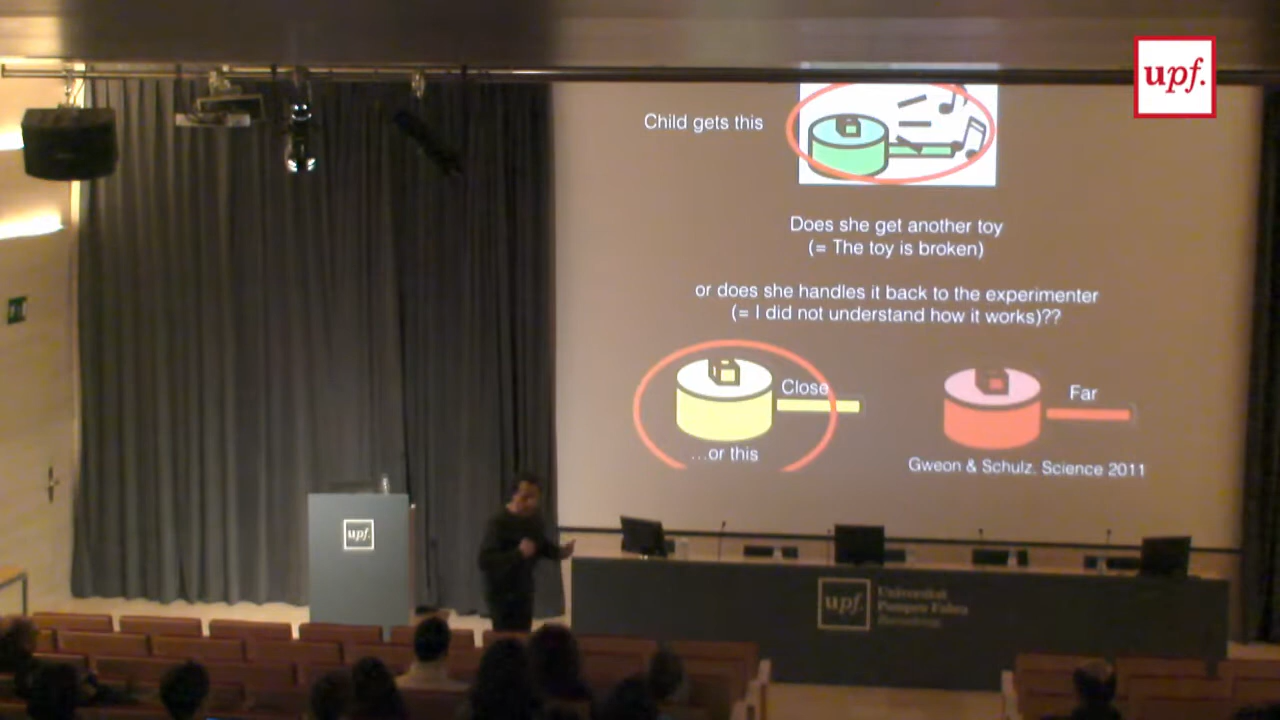 upf.
Child gets this
Does she get another toy
(= The toy is broken)
or does she handles it back to the experimenter
(= I did not understand how it works)??
Close
Far
...or this
Gweon & Schulz. Science 2011
upf.
upf.
Universitat
Pompeu Fabra
Barcelona